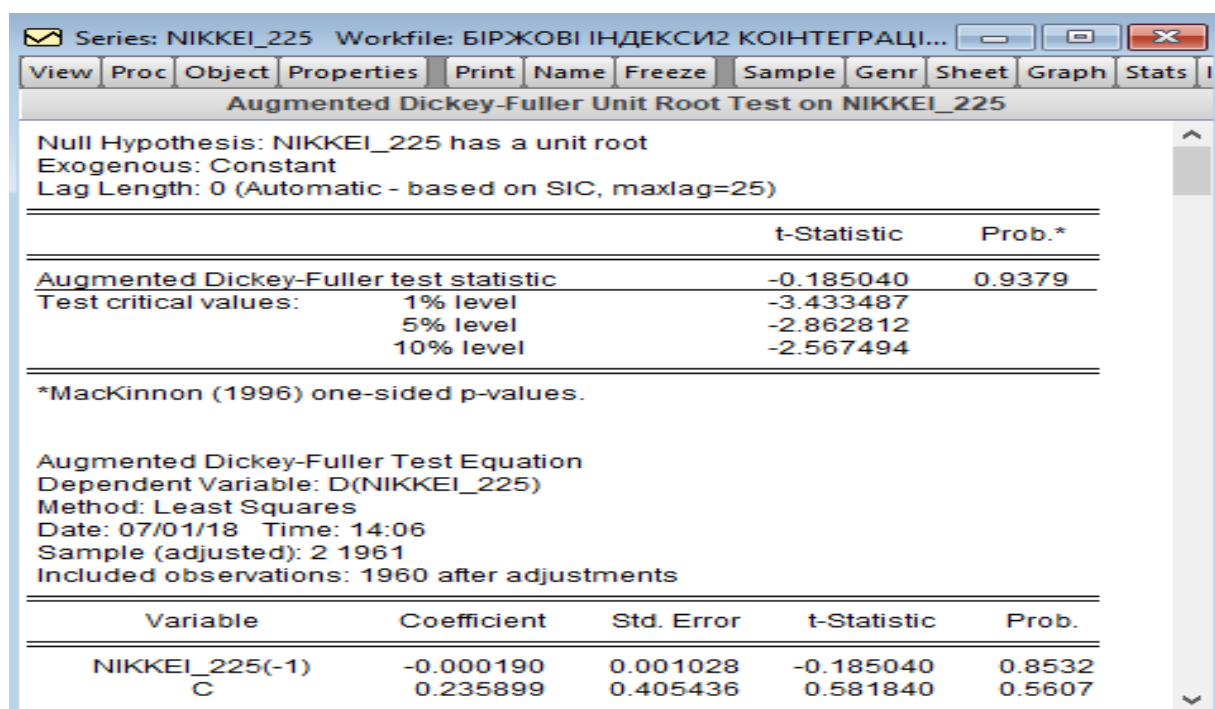 Series: NIKKEI_225 Workfile: БІРЖОВІ ІНДЕКСИ2 КОІНТЕГРАЦІ...
View Proc Object Properties Print Name Freeze Sample Genr Sheet Graph Stats
Augmented Dickey-Fuller Unit Root Test on NIKKEI_225
Null Hypothesis: NIKKEI_225 has a unit root
Exogenous: Constant
Lag Length: 0 (Automatic - based on SIC, maxlag=25)
t-Statistic Prob.*
Augmented Dickey-Fuller test statistic -0.185040 0.9379
Test critical values: 1% level -3.433487
5% level -2.862812
10% level -2.567494
*MacKinnon (1996) one-sided p-values.
Augmented Dickey-Fuller Test Equation
Dependent Variable: D(NIKKEI_225)
Method: Least Squares
Date: 07/01/18 Time: 14:06
Sample (adjusted): 2 1961
Included observations: 1960 after adjustments
Variable Coefficient Std. Error t-Statistic Prob.
NIKKEI_225(-1) -0.000190 0.001028 -0.185040 0.8532
C 0.235899 0.405436 0.581840 0.5607